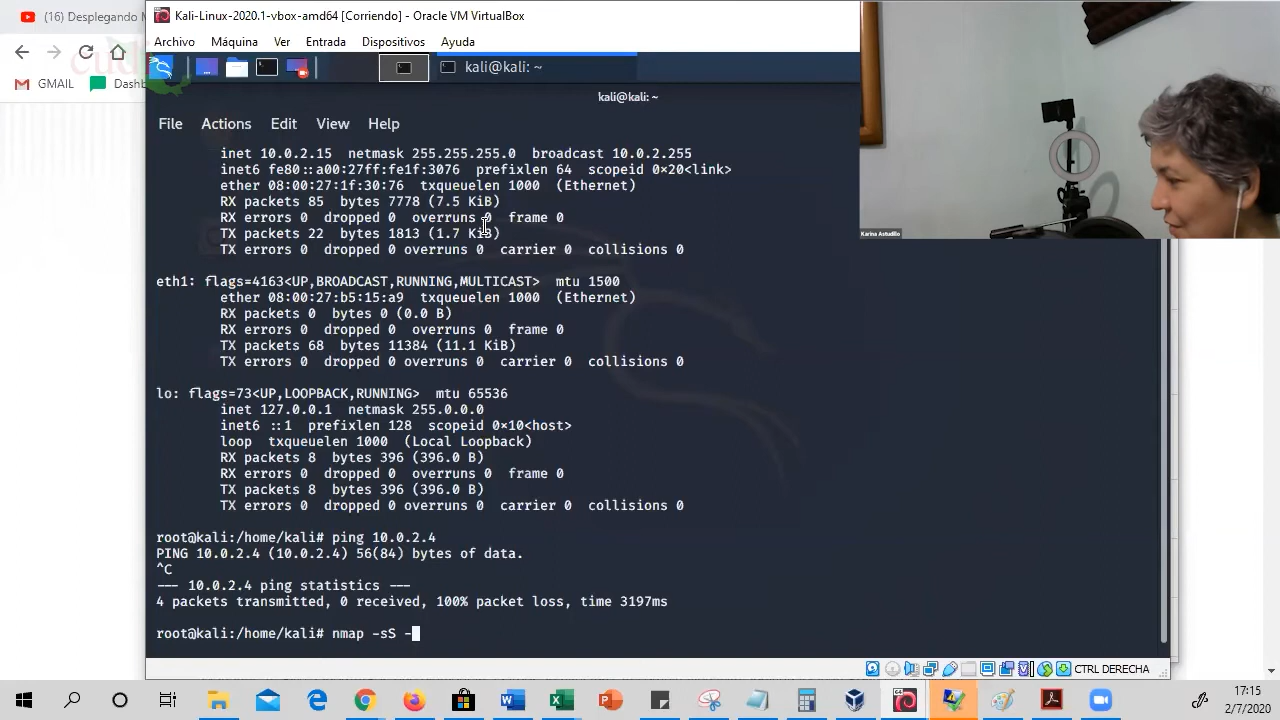 (16) Desplegando M
Kali-Linux-2020.1-vbox-amd64 [Corriendo] - Oracle VM VirtualBox
Archivo Máquina Ver Entrada Dispositivos Ayuda
kali@kali: ~
GMAIL
Dashb
kali@kali: ~
File Actions Edit View Help
inet 10.0.2.15 netmask 255.255.255.0 broadcast 10.0.2.255
inet6 fe80::a00:27ff:fe1f:3076 prefixlen 64 scopeid 0×20<link>
ether 08:00:27:1f:30:76 txqueuelen 1000 (Ethernet)
RX packets 85 bytes 7778 (7.5 KiB)
RX errors 0 dropped 0 overruns 0 frame 0
TX packets 22 bytes 1813 (1.7 KiB)
TX errors 0 dropped 0 overruns 0 carrier 0 collisions 0
Karina Astudillo
eth1: flags=4163<UP,BROADCAST,RUNNING,MULTICAST> mtu 1500
ether 08:00:27:b5:15:a9 txqueuelen 1000 (Ethernet)
RX packets 0 bytes 0 (0.0 B)
RX errors 0 dropped 0 overruns 0 frame 0
TX packets 68 bytes 11384 (11.1 KiB)
TX errors 0 dropped 0 overruns 0 carrier 0 collisions 0
lo: flags=73<UP,LOOPBACK,RUNNING> mtu 65536
inet 127.0.0.1 netmask 255.0.0.0
inet6 ::1 prefixlen 128 scopeid 0×10<host>
loop txqueuelen 1000 (Local Loopback)
RX packets 8 bytes 396 (396.0 B)
RX errors 0 dropped 0 overruns 0 frame 0
TX packets 8 bytes 396 (396.0 B)
TX errors 0 dropped 0 overruns 0 carrier 0 collisions 0
root@kali:/home/kali# ping 10.0.2.4
PING 10.0.2.4 (10.0.2.4) 56(84) bytes of data.
^C
--- 10.0.2.4 ping statistics ---
4 packets transmitted, 0 received, 100% packet loss, time 3197ms
root@kali:/home/kali# nmap -sS -
CTRL DERECHA
17:15
2/7/2020